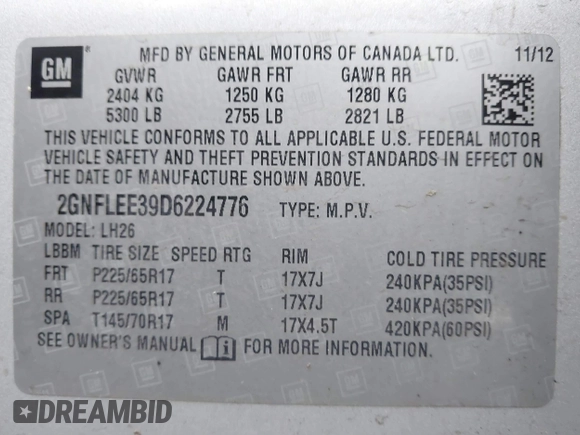 GM
MFD BY GENERAL MOTORS OF CANADA LTD. 11/12
GVWR GAWR FRT GAWR RR
2404 KG 1250 KG 1280 KG
5300 LB 2755 LB 2821 LB
THIS VEHICLE CONFORMS TO ALL APPLICABLE U.S. FEDERAL MOTOR
VEHICLE SAFETY AND THEFT PREVENTION STANDARDS IN EFFECT ON
THE DATE OF MANUFACTURE SHOWN ABOVE.
2GNFLEE39D6224776 TYPE: M.P.V.
MODEL: LH26
LBBM TIRE SIZE SPEED RTG RIM COLD TIRE PRESSURE
FRT P225/65R17 T 17X7J 240KPA(35PSI)
RR P225/65R17 T 17X7J 240KPA(35PSI)
SPA T145/70R17 M 17X4.5T 420KPA(60PSI)
SEE OWNER'S MANUAL i FOR MORE INFORMATION.
DREAMBID